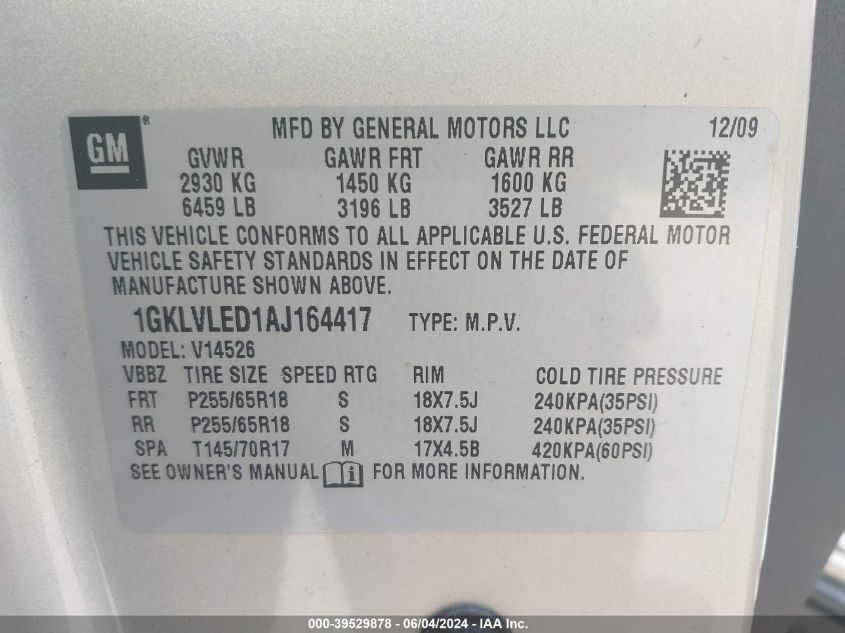 GM® MFD BY GENERAL MOTORS LLC 12/09
GVWR GAWR FRT GAWR RR
2930 KG 1450 KG 1600 KG
6459 LB 3196 LB 3527 LB
THIS VEHICLE CONFORMS TO ALL APPLICABLE U.S. FEDERAL MOTOR
VEHICLE SAFETY STANDARDS IN EFFECT ON THE DATE OF
MANUFACTURE SHOWN ABOVE.
1GKLVLED1AJ164417 TYPE: M.P.V.
MODEL: V14526
VBBZ TIRE SIZE SPEED RTG RIM COLD TIRE PRESSURE
FRT P255/65R18 S 18X7.5J 240KPA(35PSI)
RR P255/65R18 S 18X7.5J 240KPA(35PSI)
SPA T145/70R17 M 17X4.5B 420KPA(60PSI)
SEE OWNER'S MANUAL i FOR MORE INFORMATION.
000-39529878 - 06/04/2024 - IAA Inc.